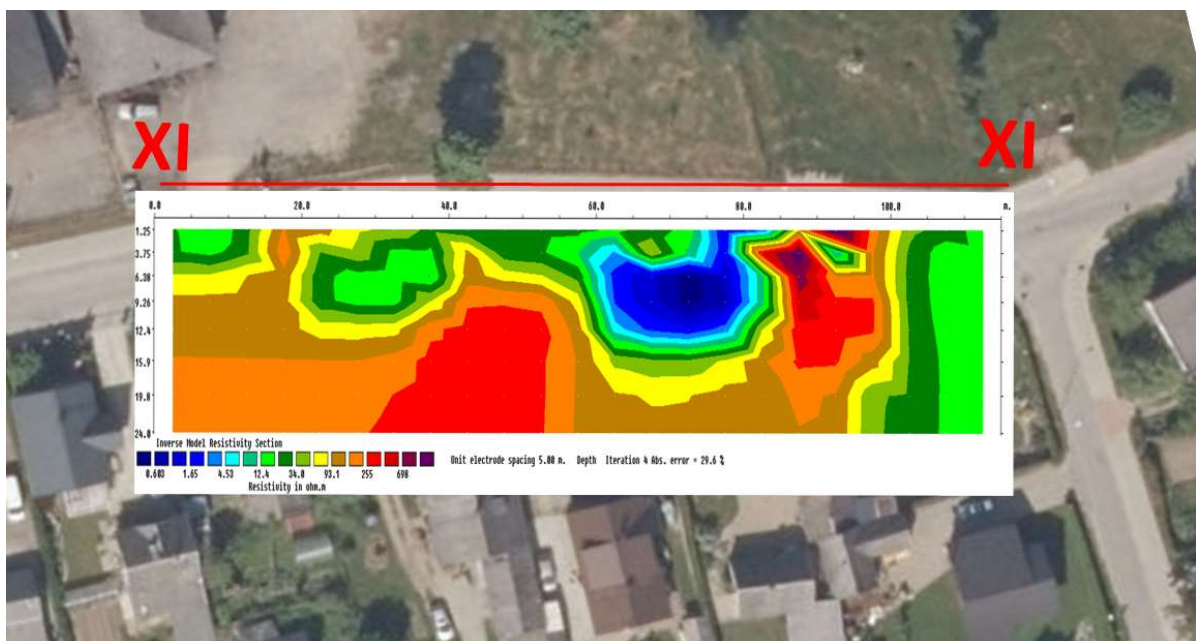 XI XI
0.0 20.0 40.0 60.0 80.0 100.0 m.
1.25
3.75
6.38
9.26
12.4
15.9
19.8
24.0
Inverse Model Resistivity Section
0.603 1.65 4.53 12.4 34.0 93.1 255 698
Resistivity in ohm.m
Unit electrode spacing 5.00 m. Depth Iteration 4 Abs. error = 29.6 %